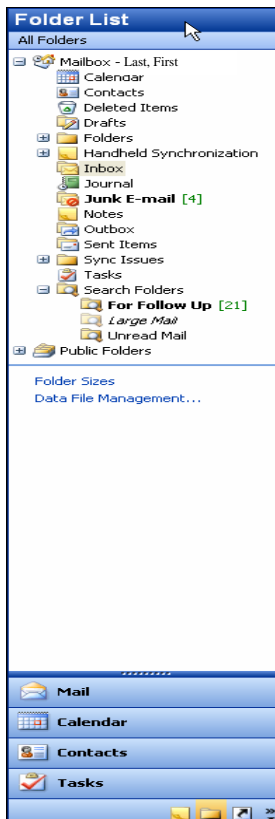 Folder List
All Folders
Mailbox - Last, First
Calendar
Contacts
Deleted Items
Drafts
Folders
Handheld Synchronization
Inbox
Journal
Junk E-mail [4]
Notes
Outbox
Sent Items
Sync Issues
Tasks
Search Folders
For Follow Up [21]
Large Mail
Unread Mail
Public Folders
Folder Sizes
Data File Management...
Mail
Calendar
Contacts
Tasks